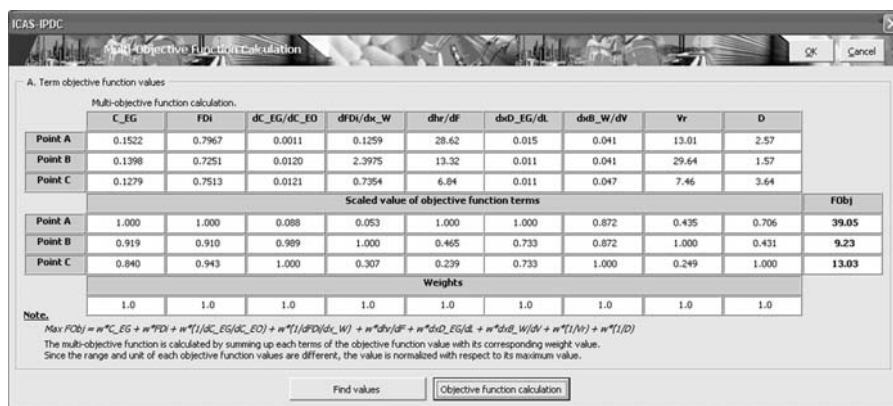 ICAS-IPDC
Multi-Objective Function Calculation
OK Cancel
A. Term objective function values
Multi-objective function calculation.
C_EG FDi dC_EG/dC_EO dFDi/dx_W dhr/dF dxD_EG/dL dxB_W/dV Vr D
Point A 0.1522 0.7967 0.0011 0.1259 28.62 0.015 0.041 13.01 2.57
Point B 0.1398 0.7251 0.0120 2.3975 13.32 0.011 0.041 29.64 1.57
Point C 0.1279 0.7513 0.0121 0.7354 6.84 0.011 0.047 7.46 3.64
Scaled value of objective function terms FObj
Point A 1.000 1.000 0.088 0.053 1.000 1.000 0.872 0.435 0.706 39.05
Point B 0.919 0.910 0.989 1.000 0.465 0.733 0.872 1.000 0.431 9.23
Point C 0.840 0.943 1.000 0.307 0.239 0.733 1.000 0.249 1.000 13.03
Weights
1.0 1.0 1.0 1.0 1.0 1.0 1.0 1.0 1.0
Note.
Max FObj = w*C_EG + w*FDi + w*(1/dC_EG/dC_EO) + w*(1/dFDi/dx_W) + w*dhr/dF + w*dxD_EG/dL + w*dxB_W/dV + w*(1/Vr) + w*(1/D)
The multi-objective function is calculated by summing up each terms of the objective function value with its corresponding weight value.
Since the range and unit of each objective function values are different, the value is normalized with respect to its maximum value.
Find values Objective function calculation